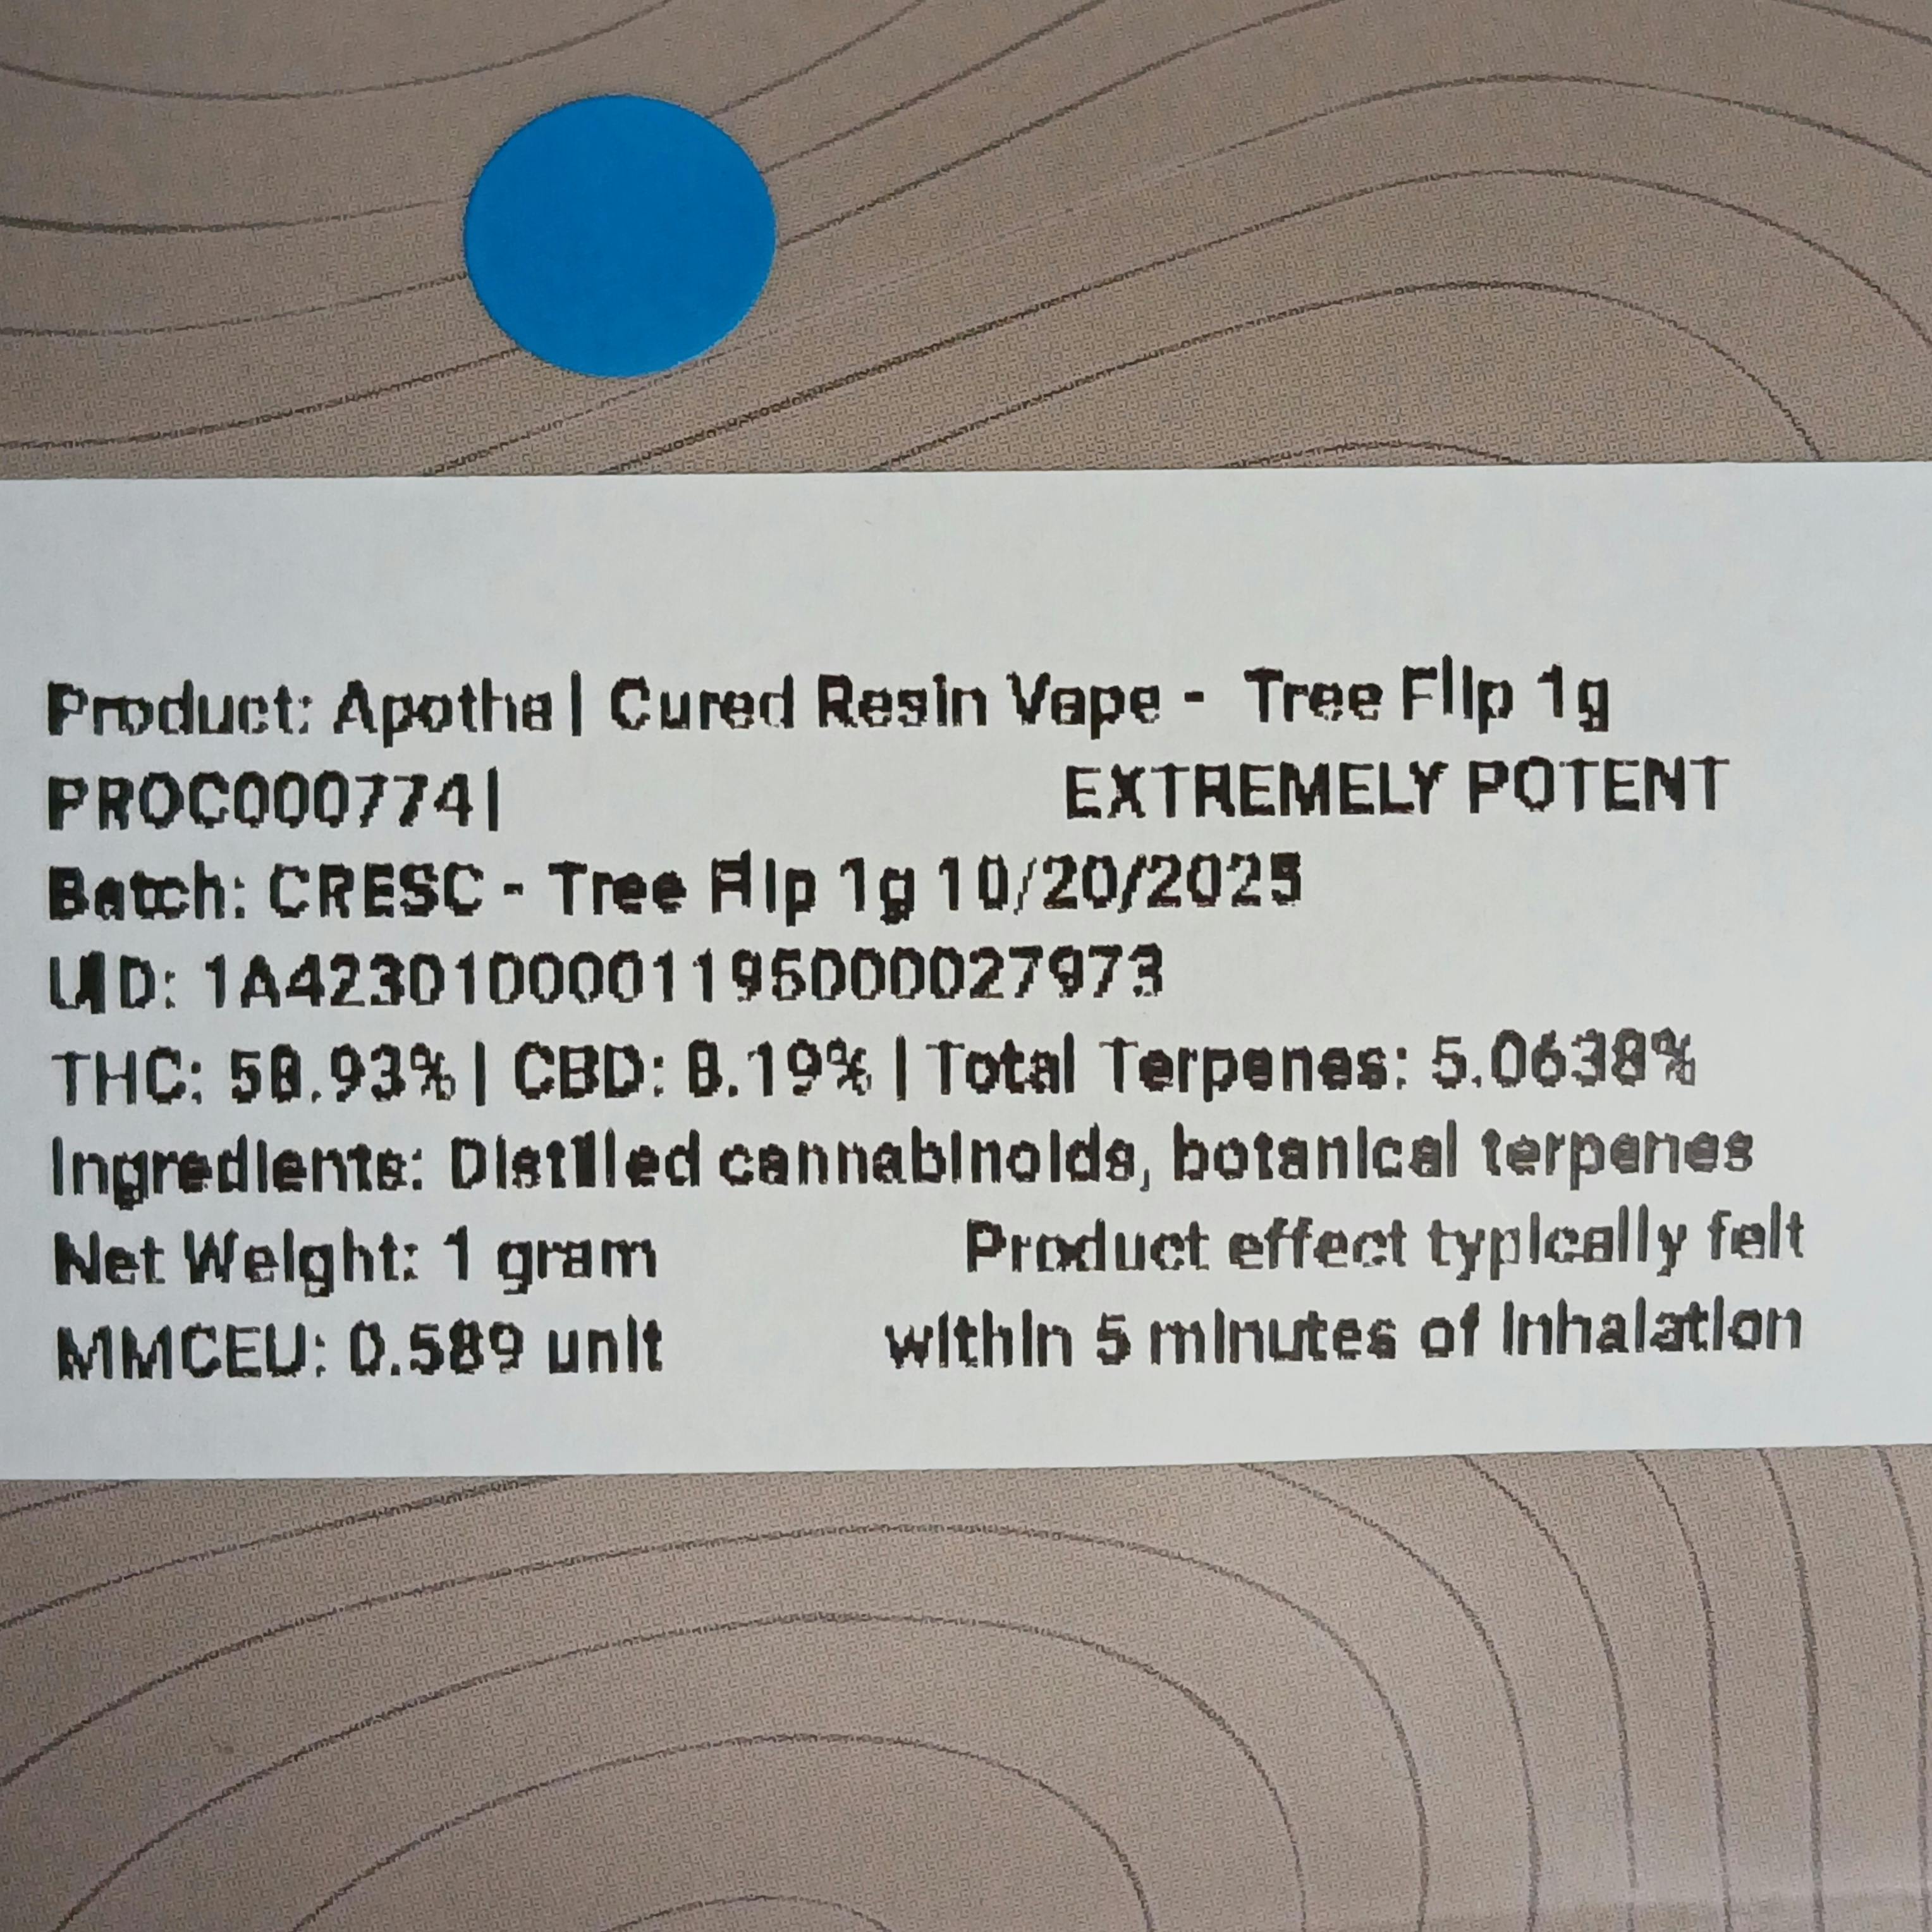 Product: Apothe| Cured Resin Vape - Tree Flip 1g
PROC000774|
EXTREMELY POTENT
Batch: CRESC - Tree Flip 1g 10/20/2025
UID: 1A4230100001195000027973
THC: 58.93% | CBD: 8.19% | Total Terpenes: 5.0638%
Ingredients: Distilled cannabinoids, botanical terpenes
Net Weight: 1 gram
Product effect typically felt
MMCEU: 0.589 unit
within 5 minutes of inhalation